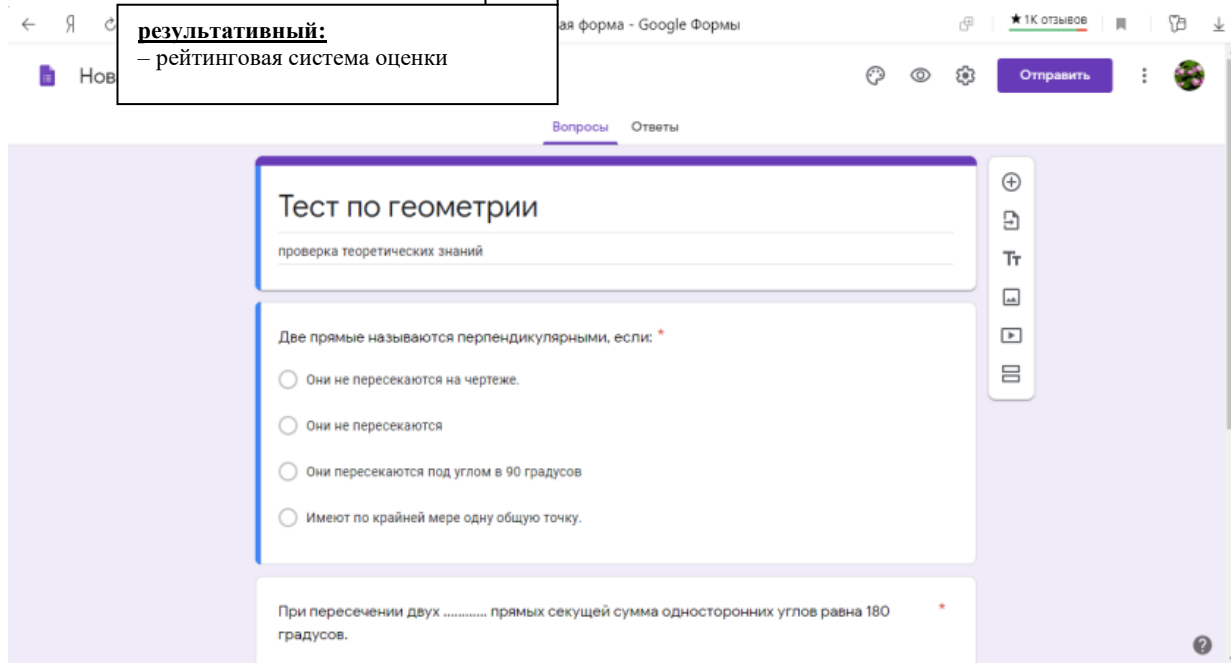 результативный:
– рейтинговая система оценки
ая форма - Google Формы
★ 1K отзывов
Нов
Отправить
Вопросы Ответы
Тест по геометрии
проверка теоретических знаний
Две прямые называются перпендикулярными, если: *
Они не пересекаются на чертеже.
Они не пересекаются
Они пересекаются под углом в 90 градусов
Имеют по крайней мере одну общую точку.
При пересечении двух ............ прямых секущей сумма односторонних углов равна 180 *
градусов.